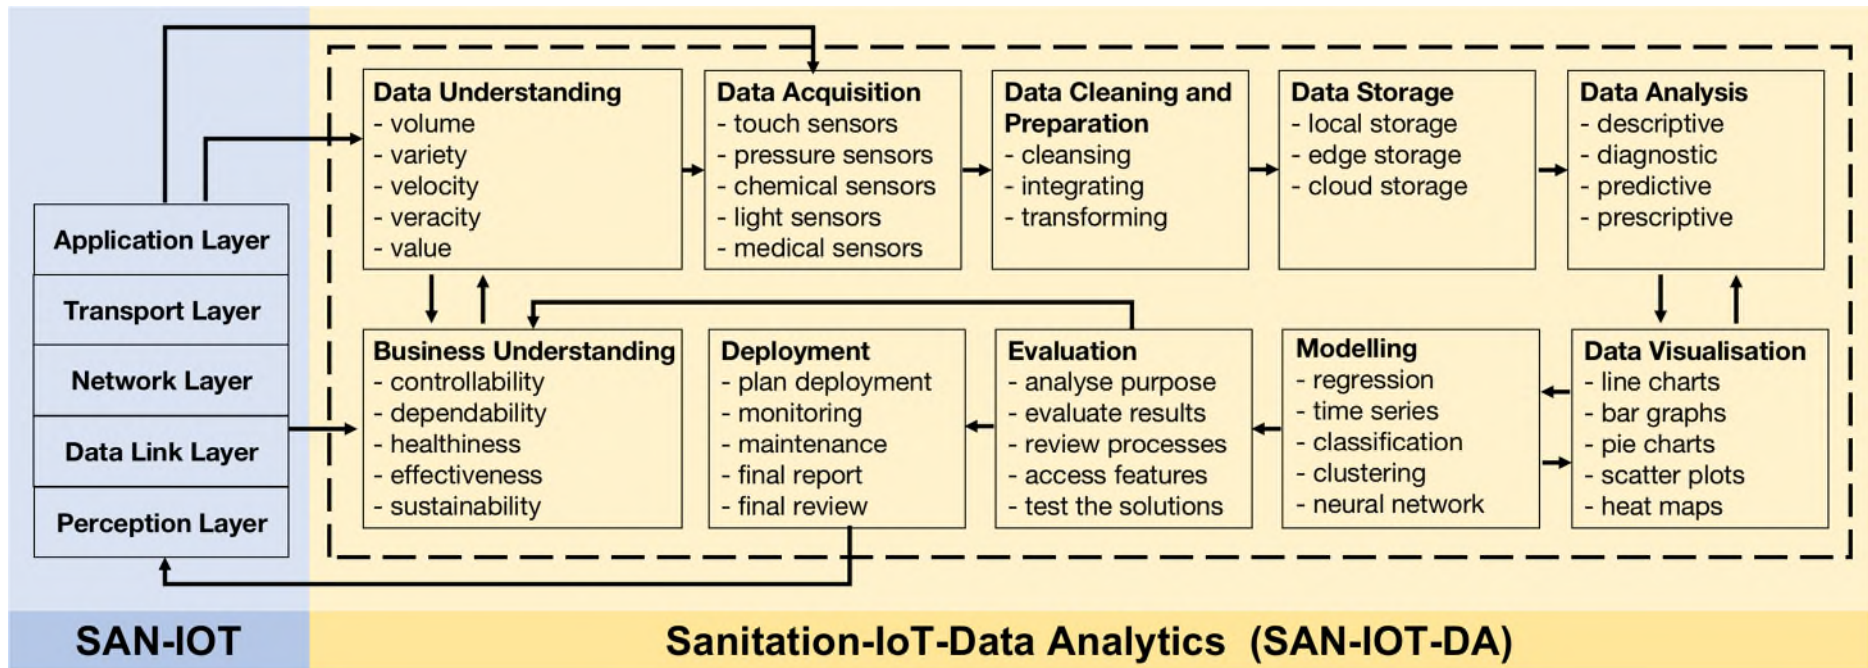 Application Layer
Transport Layer
Network Layer
Data Link Layer
Perception Layer
SAN-IOT
Data Understanding
- volume
- variety
- velocity
- veracity
- value
Data Acquisition
- touch sensors
- pressure sensors
- chemical sensors
- light sensors
- medical sensors
Data Cleaning and
Preparation
- cleansing
- integrating
- transforming
Data Storage
- local storage
- edge storage
- cloud storage
Data Analysis
- descriptive
- diagnostic
- predictive
- prescriptive
Business Understanding
- controllability
- dependability
- healthiness
- effectiveness
- sustainability
Deployment
- plan deployment
- monitoring
- maintenance
- final report
- final review
Evaluation
- analyse purpose
- evaluate results
- review processes
- access features
- test the solutions
Modelling
- regression
- time series
- classification
- clustering
- neural network
Data Visualisation
- line charts
- bar graphs
- pie charts
- scatter plots
- heat maps
Sanitation-IoT-Data Analytics (SAN-IOT-DA)